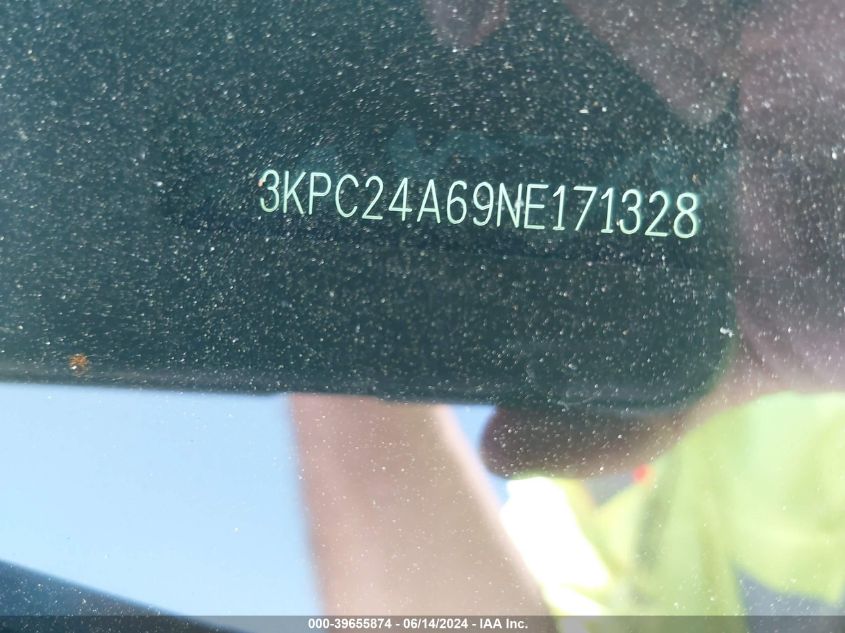 3KPC24A69NE171328
000-39655874 - 06/14/2024 - IAA Inc.